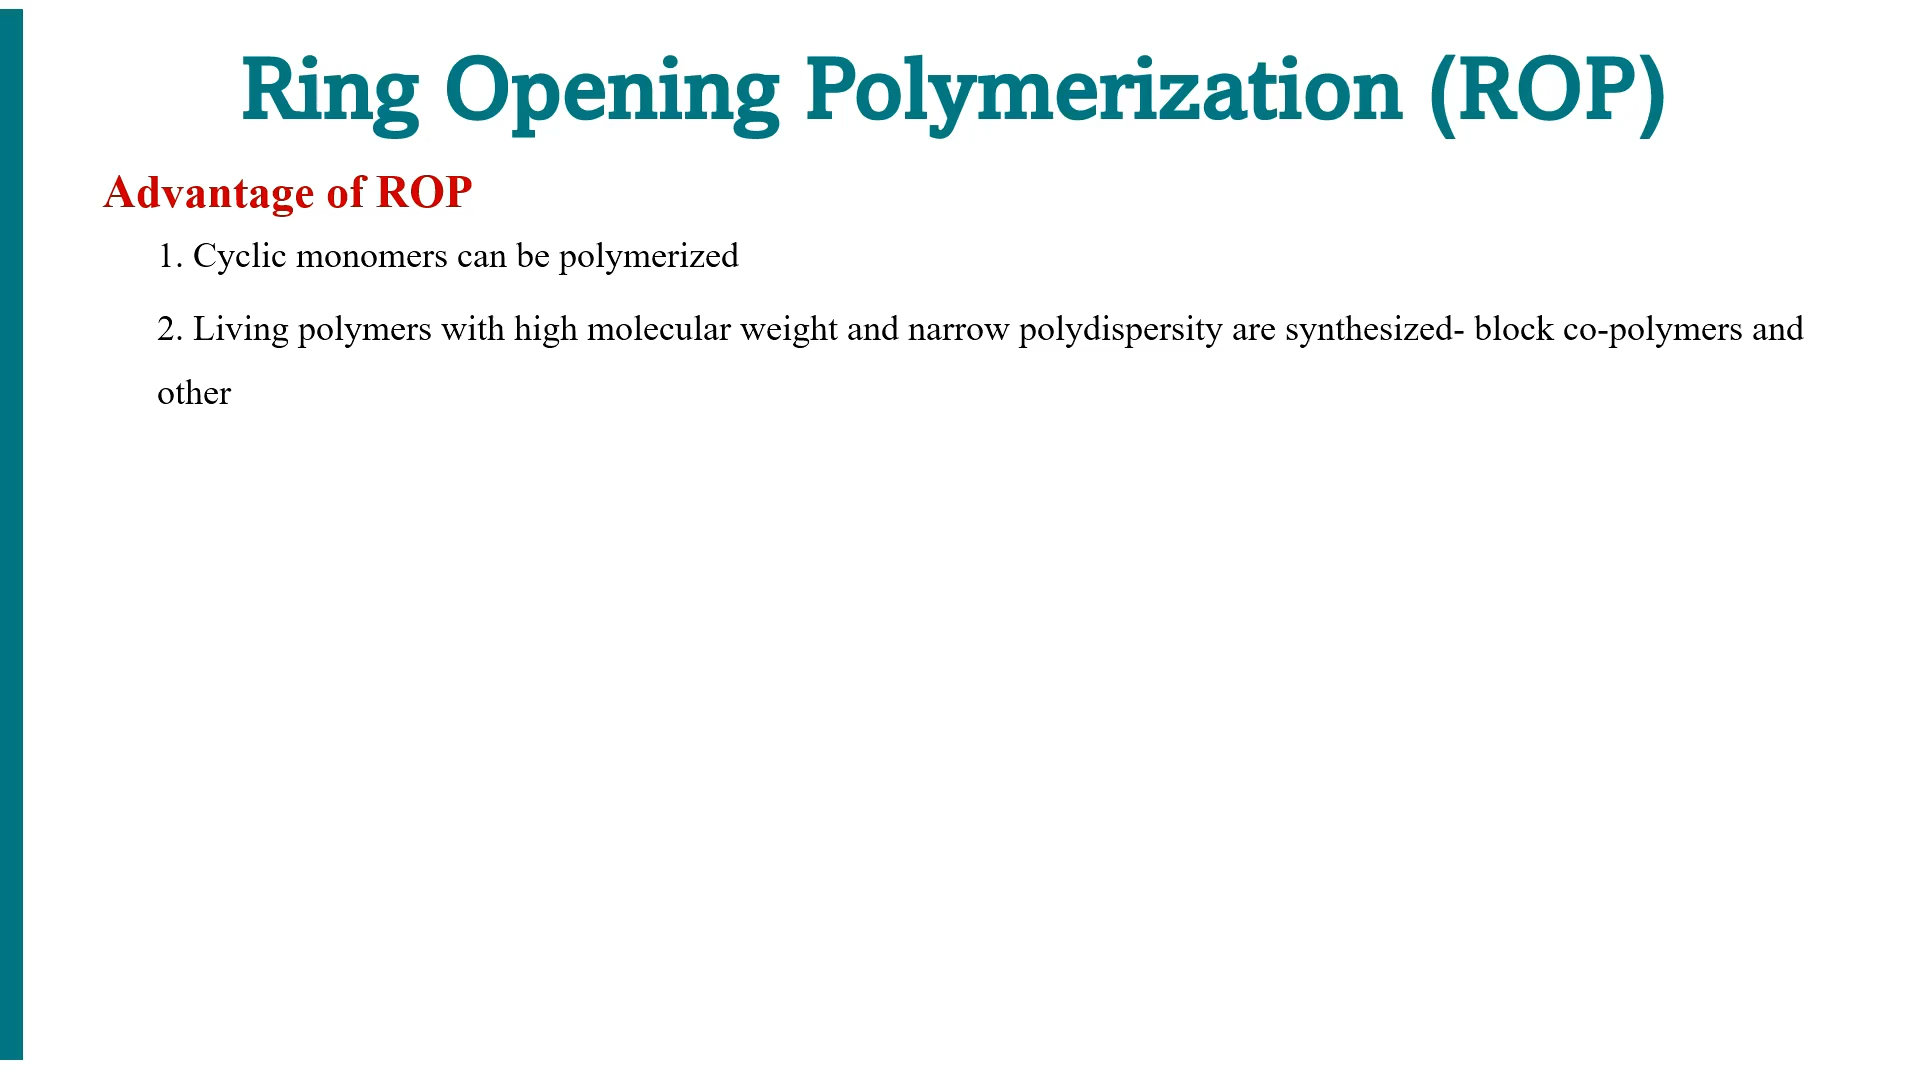 Ring Opening Polymerization (ROP)
Advantage of ROP
1. Cyclic monomers can be polymerized
2. Living polymers with high molecular weight and narrow polydispersity are synthesized- block co-polymers and
other